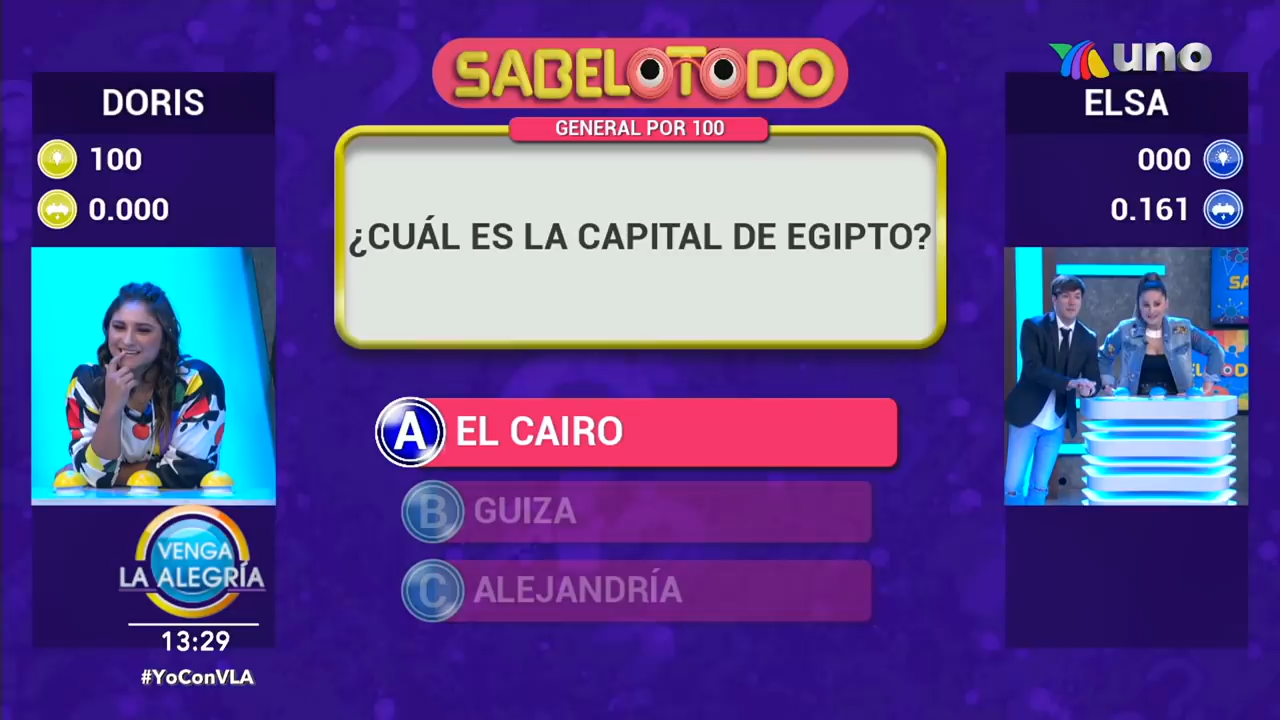 SABELOTODO
uno
GENERAL POR 100
DORIS
100
0.000
ELSA
000
0.161
¿CUÁL ES LA CAPITAL DE EGIPTO?
A EL CAIRO
B GUIZA
C ALEJANDRÍA
VENGA
LA ALEGRÍA
13:29
#YoConVLA